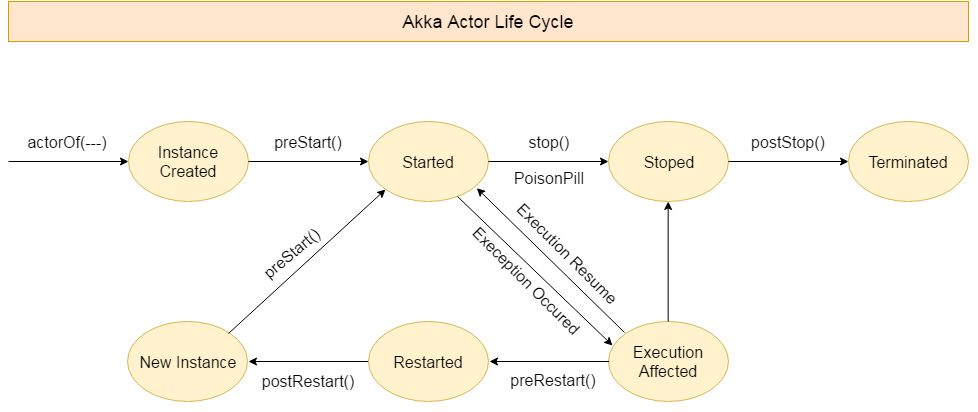 Akka Actor Life Cycle
actorOf(---)
Instance
Created
preStart()
Started
stop()
PoisonPill
Stoped
postStop()
Terminated
preStart()
Execution Resume
Exeception Occured
New Instance
postRestart()
Restarted
preRestart()
Execution
Affected